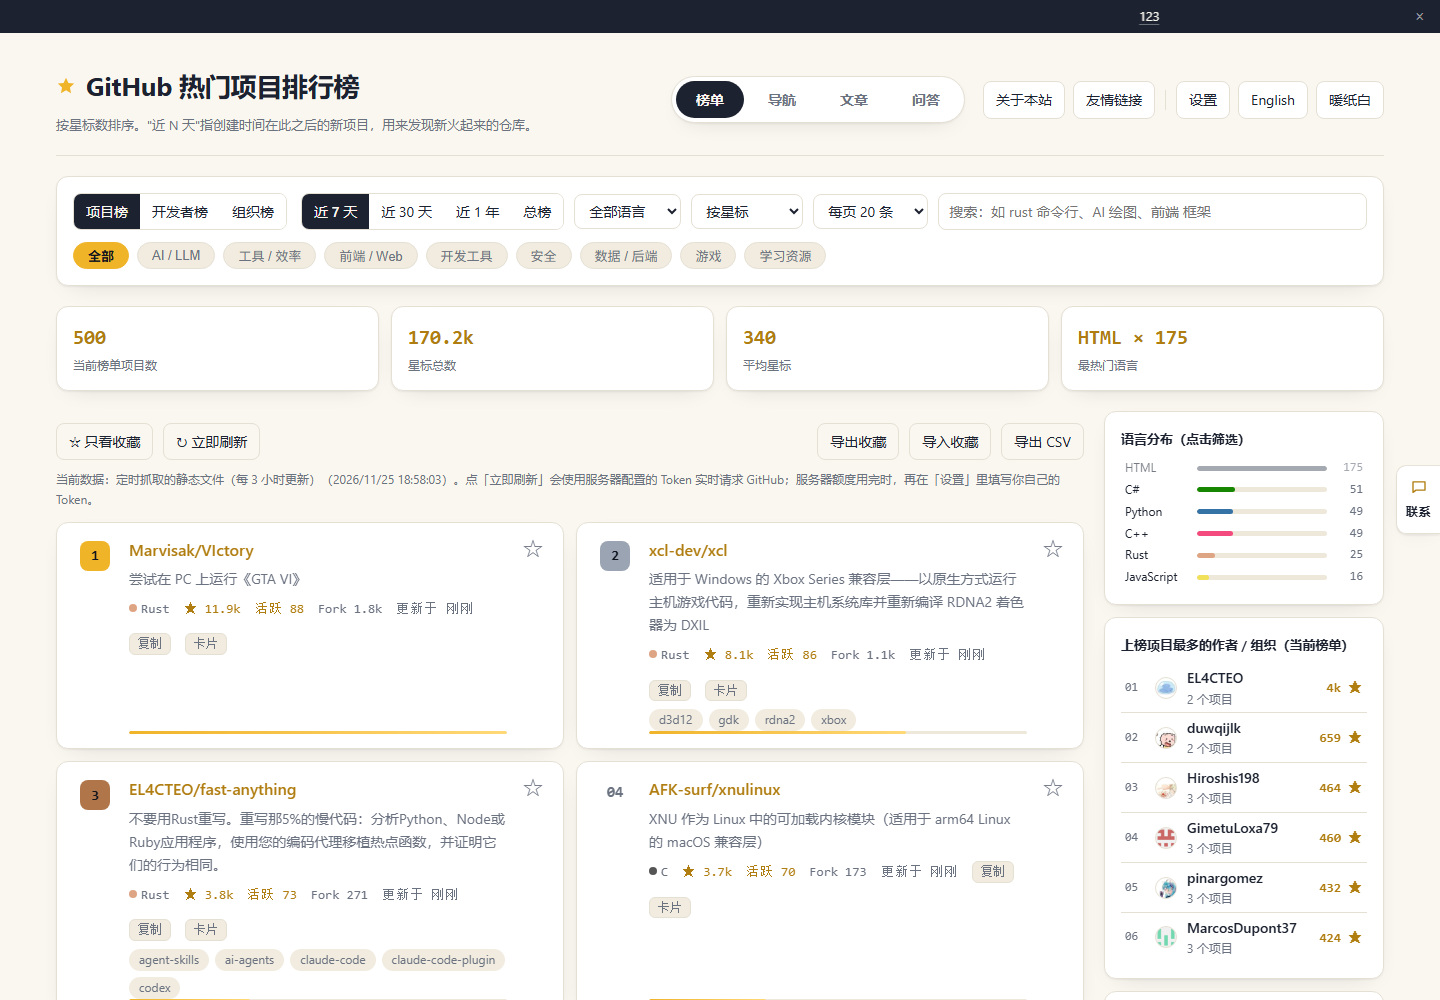 123
×
GitHub 热门项目排行榜
按星标数排序。"近 N 天"指创建时间在此之后的新项目，用来发现新火起来的仓库。
榜单 导航 文章 问答
关于本站 友情链接 设置 English 暖纸白
项目榜 开发者榜 组织榜 近 7 天 近 30 天 近 1 年 总榜 全部语言 按星标 每页 20 条 搜索：如 rust 命令行、AI 绘图、前端 框架
全部 AI / LLM 工具 / 效率 前端 / Web 开发工具 安全 数据 / 后端 游戏 学习资源
500
当前榜单项目数
170.2k
星标总数
340
平均星标
HTML × 175
最热门语言
☆ 只看收藏 ↻ 立即刷新 导出收藏 导入收藏 导出 CSV
当前数据：定时抓取的静态文件（每 3 小时更新）（2026/11/25 18:58:03）。点「立即刷新」会使用服务器配置的 Token 实时请求 GitHub；服务器额度用完时，再在「设置」里填写你自己的
Token。
1
Marvisak/VIctory
尝试在 PC 上运行《GTA VI》
Rust ★ 11.9k 活跃 88 Fork 1.8k 更新于 刚刚
复制 卡片
2
xcl-dev/xcl
适用于 Windows 的 Xbox Series 兼容层——以原生方式运行
主机游戏代码，重新实现主机系统库并重新编译 RDNA2 着色
器为 DXIL
Rust ★ 8.1k 活跃 86 Fork 1.1k 更新于 刚刚
复制 卡片
d3d12 gdk rdna2 xbox
3
EL4CTEO/fast-anything
不要用Rust重写。重写那5%的慢代码：分析Python、Node或
Ruby应用程序，使用您的编码代理移植热点函数，并证明它
们的行为相同。
Rust ★ 3.8k 活跃 73 Fork 271 更新于 刚刚
复制 卡片
agent-skills ai-agents claude-code claude-code-plugin
codex
04
AFK-surf/xnulinux
XNU 作为 Linux 中的可加载内核模块（适用于 arm64 Linux
的 macOS 兼容层）
C ★ 3.7k 活跃 70 Fork 173 更新于 刚刚 复制
卡片
语言分布（点击筛选）
HTML 175
C# 51
Python 49
C++ 49
Rust 25
JavaScript 16
上榜项目最多的作者 / 组织（当前榜单）
01 EL4CTEO 4k ★
2 个项目
02 duwqijlk 659 ★
2 个项目
03 Hiroshis198 464 ★
3 个项目
04 GimetuLoxa79 460 ★
3 个项目
05 pinargomez 432 ★
3 个项目
06 MarcosDupont37 424 ★
3 个项目
联系